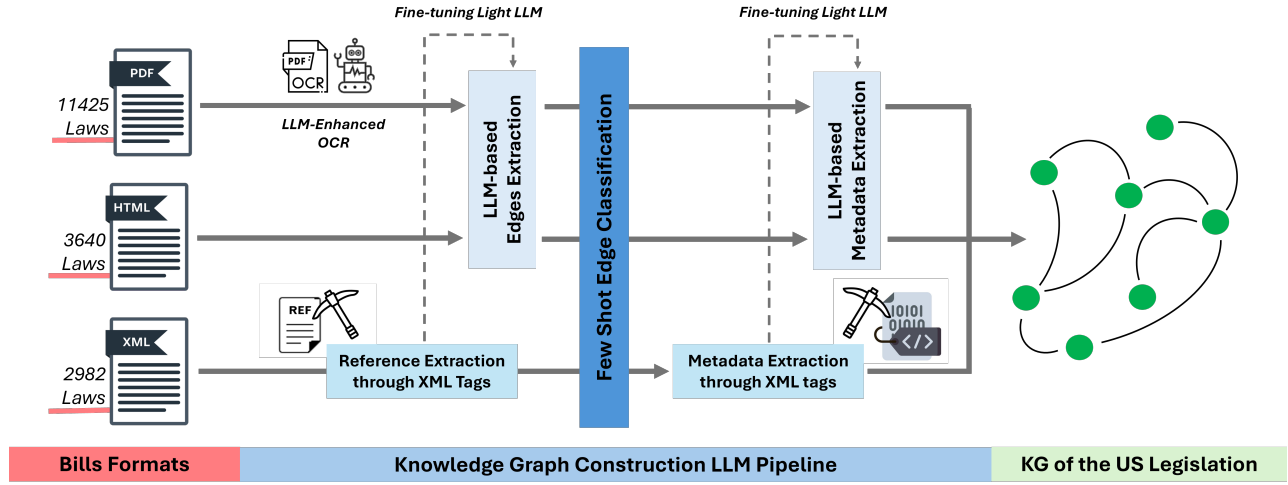 Fine-tuning Light LLM
Fine-tuning Light LLM
PDF
11425
Laws
PDF
OCR
LLM-Enhanced
OCR
LLM-based
Edges Extraction
Few Shot Edge Classification
LLM-based
Metadata Extraction
HTML
3640
Laws
REF
10101
01010
</>
XML
2982
Laws
Reference Extraction
through XML Tags
Metadata Extraction
through XML tags
Bills Formats
Knowledge Graph Construction LLM Pipeline
KG of the US Legislation